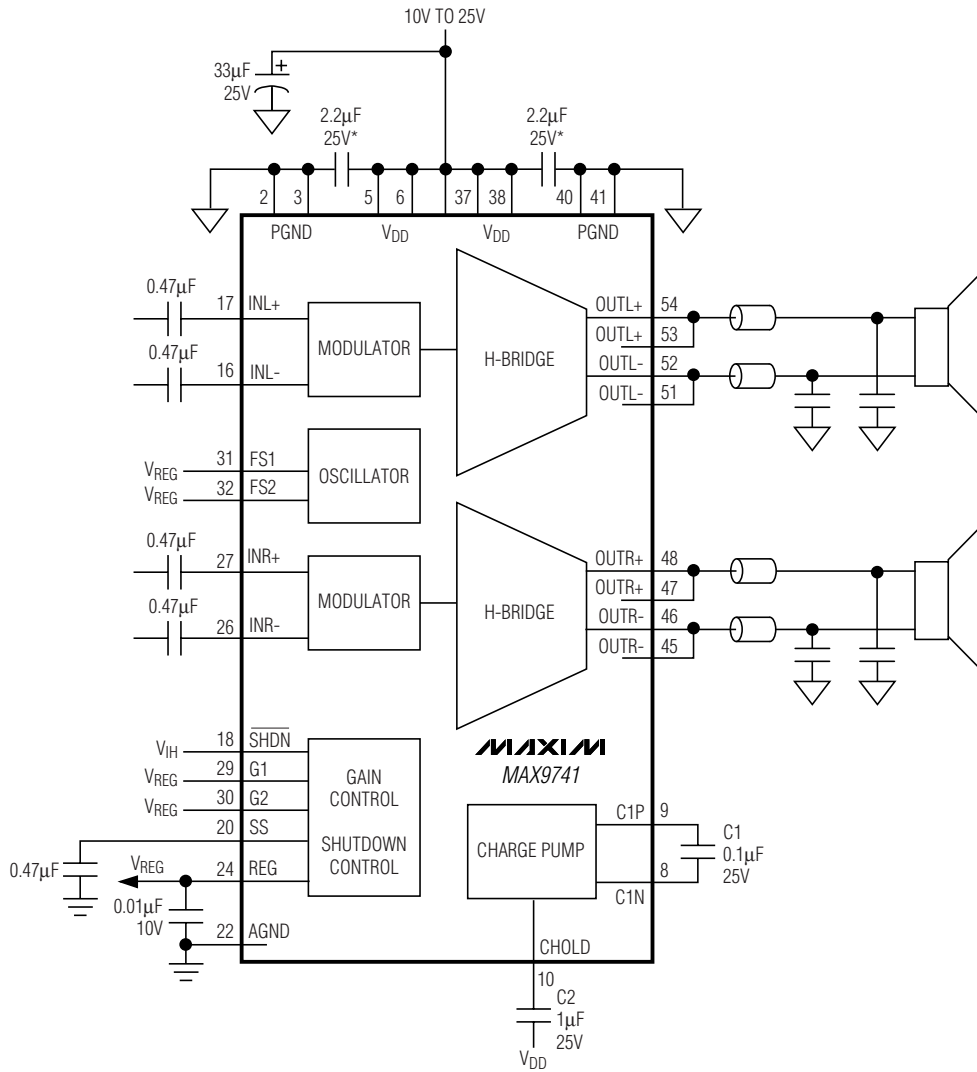 10V TO 25V
+
33µF
25V
2.2µF
25V*
2.2µF
25V*
2 3 5 6 37 38 40 41
PGND VDD VDD PGND
0.47µF
17 INL+
MODULATOR
0.47µF
16 INL-
H-BRIDGE
OUTL+ 54
OUTL+ 53
OUTL- 52
OUTL- 51
VREG 31 FS1
VREG 32 FS2
OSCILLATOR
0.47µF
27 INR+
MODULATOR
0.47µF
26 INR-
H-BRIDGE
OUTR+ 48
OUTR+ 47
OUTR- 46
OUTR- 45
VIH 18 SHDN
VREG 29 G1
VREG 30 G2
20 SS
0.47µF
VREG 24 REG
0.01µF
10V
22 AGND
GAIN
CONTROL
SHUTDOWN
CONTROL
MAXIM
MAX9741
CHARGE PUMP
C1P 9
C1
0.1µF
25V
8
C1N
CHOLD
10
C2
1µF
25V
VDD